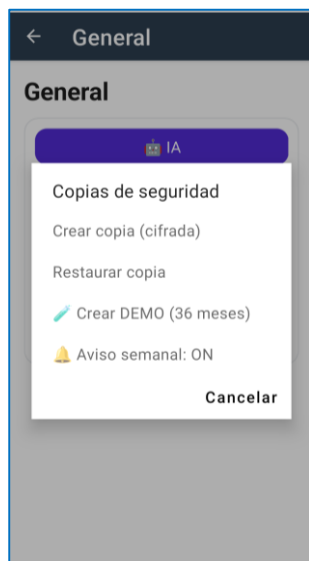 ← General
General
🤖 IA
Copias de seguridad
Crear copia (cifrada)
Restaurar copia
🧪 Crear DEMO (36 meses)
🔔 Aviso semanal: ON
Cancelar